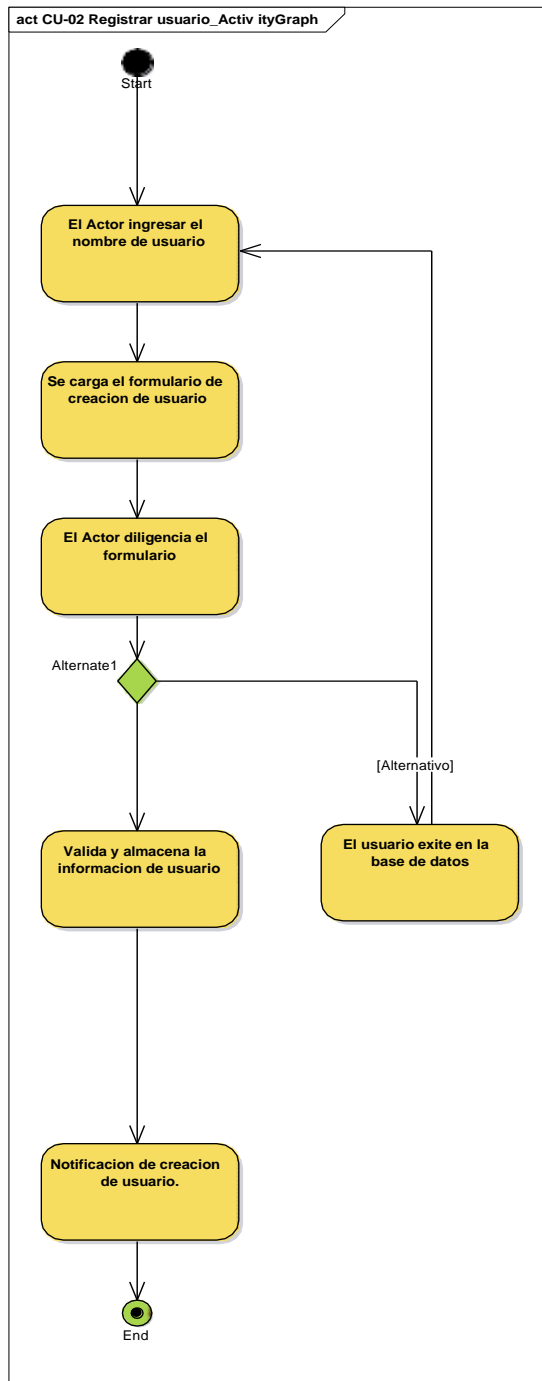 act CU-02 Registrar usuario_Activ ityGraph
Start
El Actor ingresar el
nombre de usuario
Se carga el formulario de
creacion de usuario
El Actor diligencia el
formulario
Alternate1
[Alternativo]
Valida y almacena la
informacion de usuario
El usuario exite en la
base de datos
Notificacion de creacion
de usuario.
End